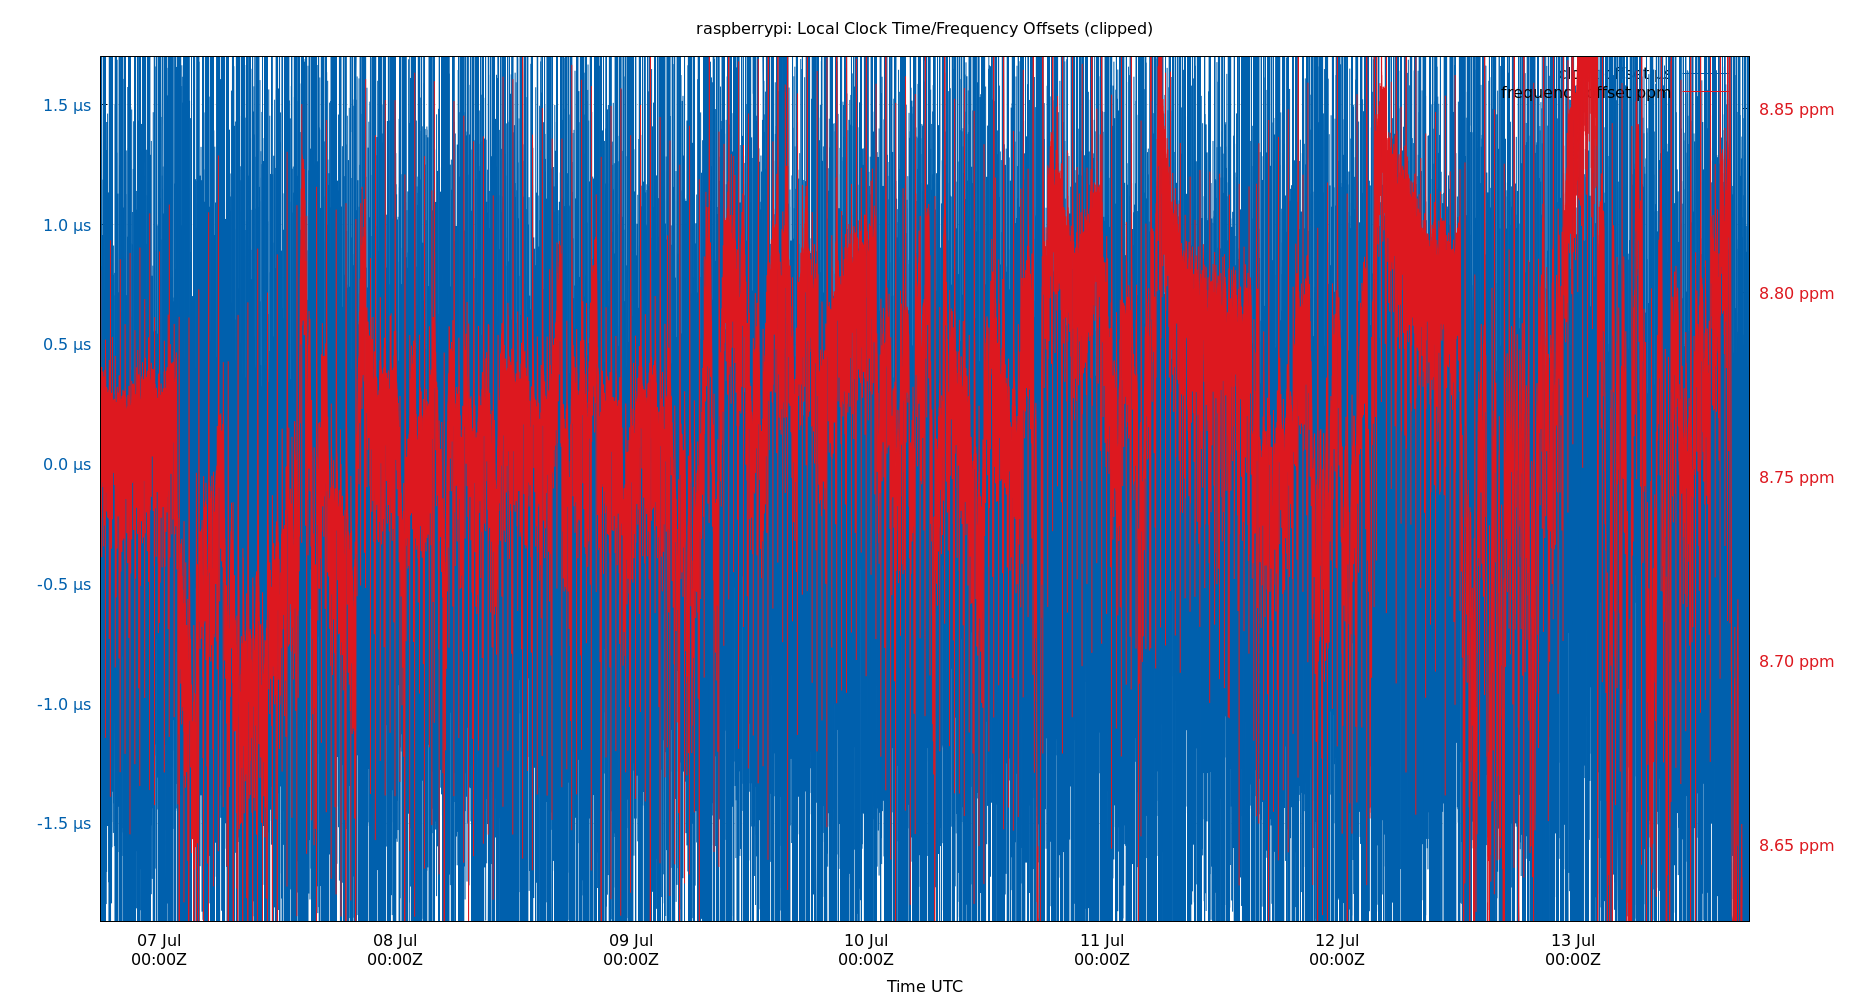 raspberrypi: Local Clock Time/Frequency Offsets (clipped)
frequency offset ppm
1.5 µs
1.0 µs
0.5 µs
0.0 µs
-0.5 µs
-1.0 µs
-1.5 µs
8.85 ppm
8.80 ppm
8.75 ppm
8.70 ppm
8.65 ppm
07 Jul
00:00Z
08 Jul
00:00Z
09 Jul
00:00Z
10 Jul
00:00Z
11 Jul
00:00Z
12 Jul
00:00Z
13 Jul
00:00Z
Time UTC